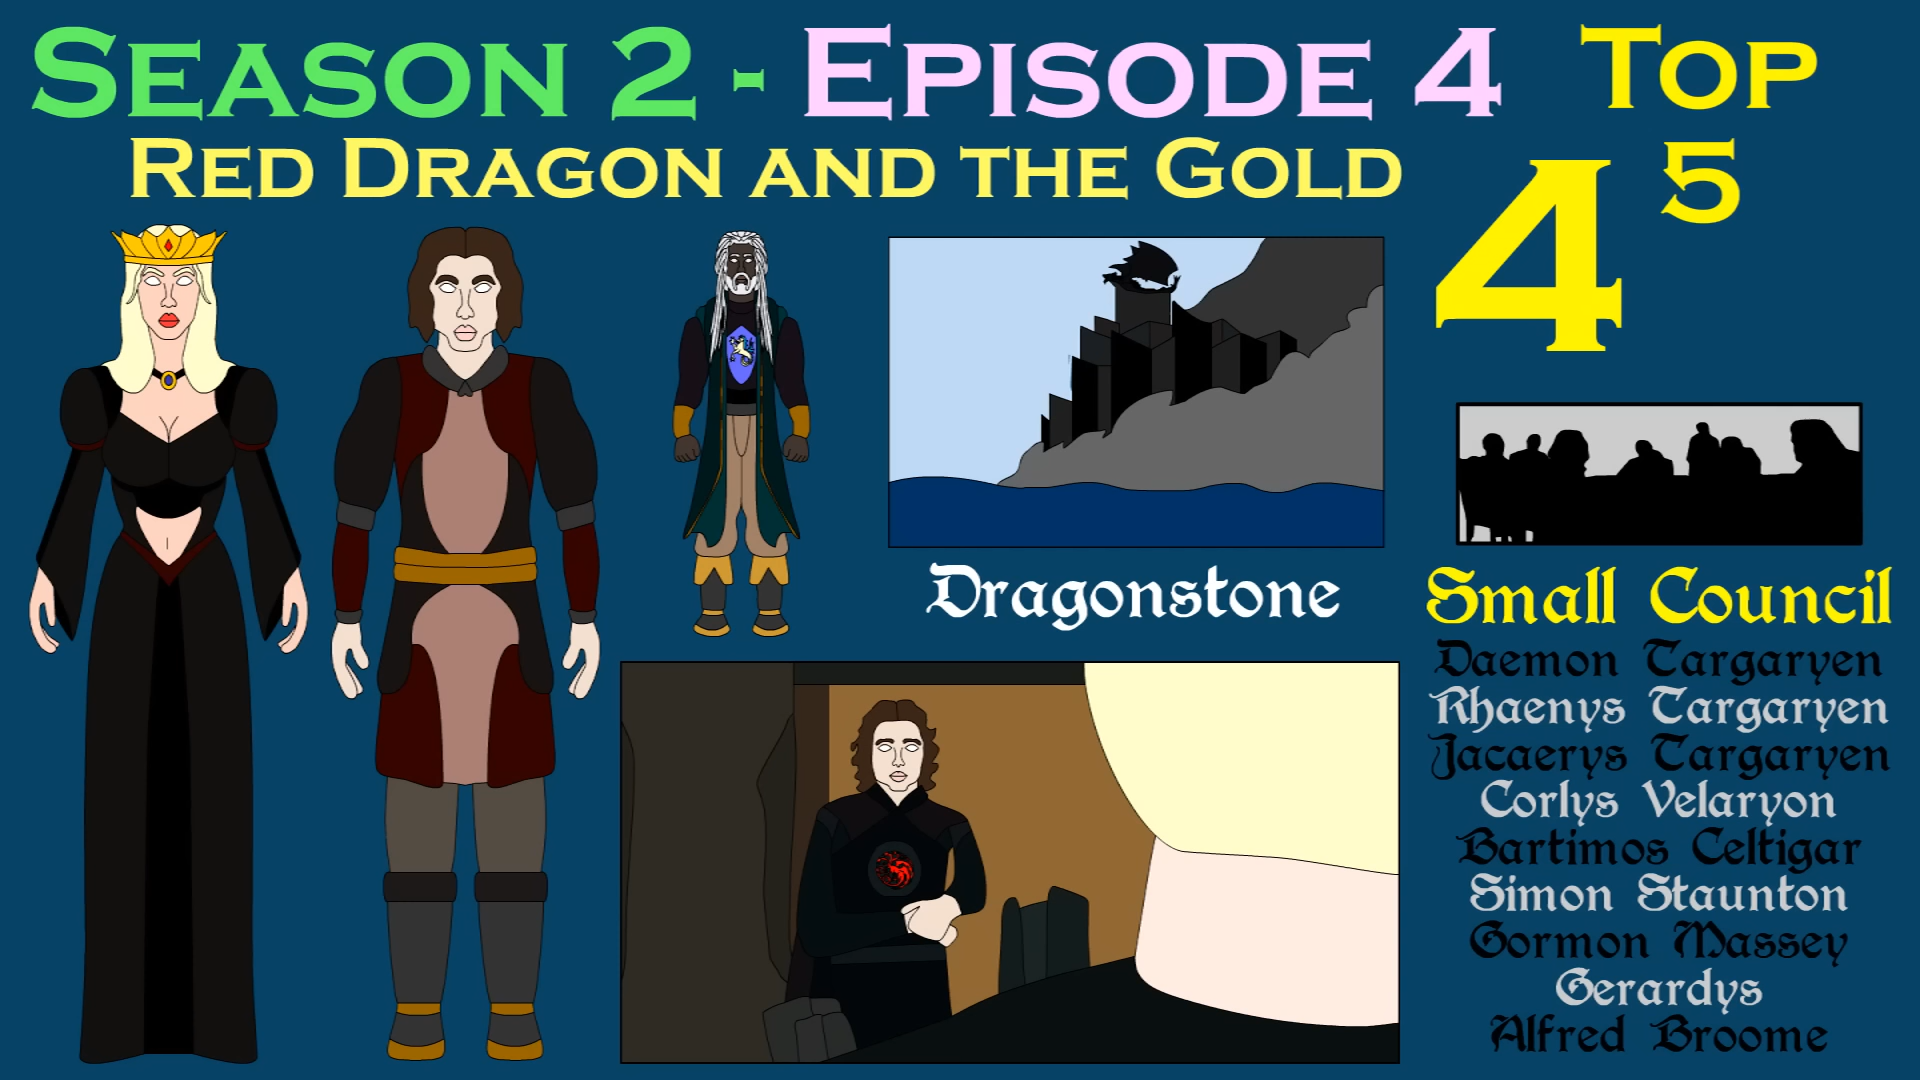 Season 2 - Episode 4
Red Dragon and the Gold
Top
4 5
Dragonstone
Small Council
Daemon Targaryen
Rhaenys Targaryen
Jacaerys Targaryen
Corlys Velaryon
Bartimos Celtigar
Simon Staunton
Gormon Massey
Gerardys
Alfred Broome